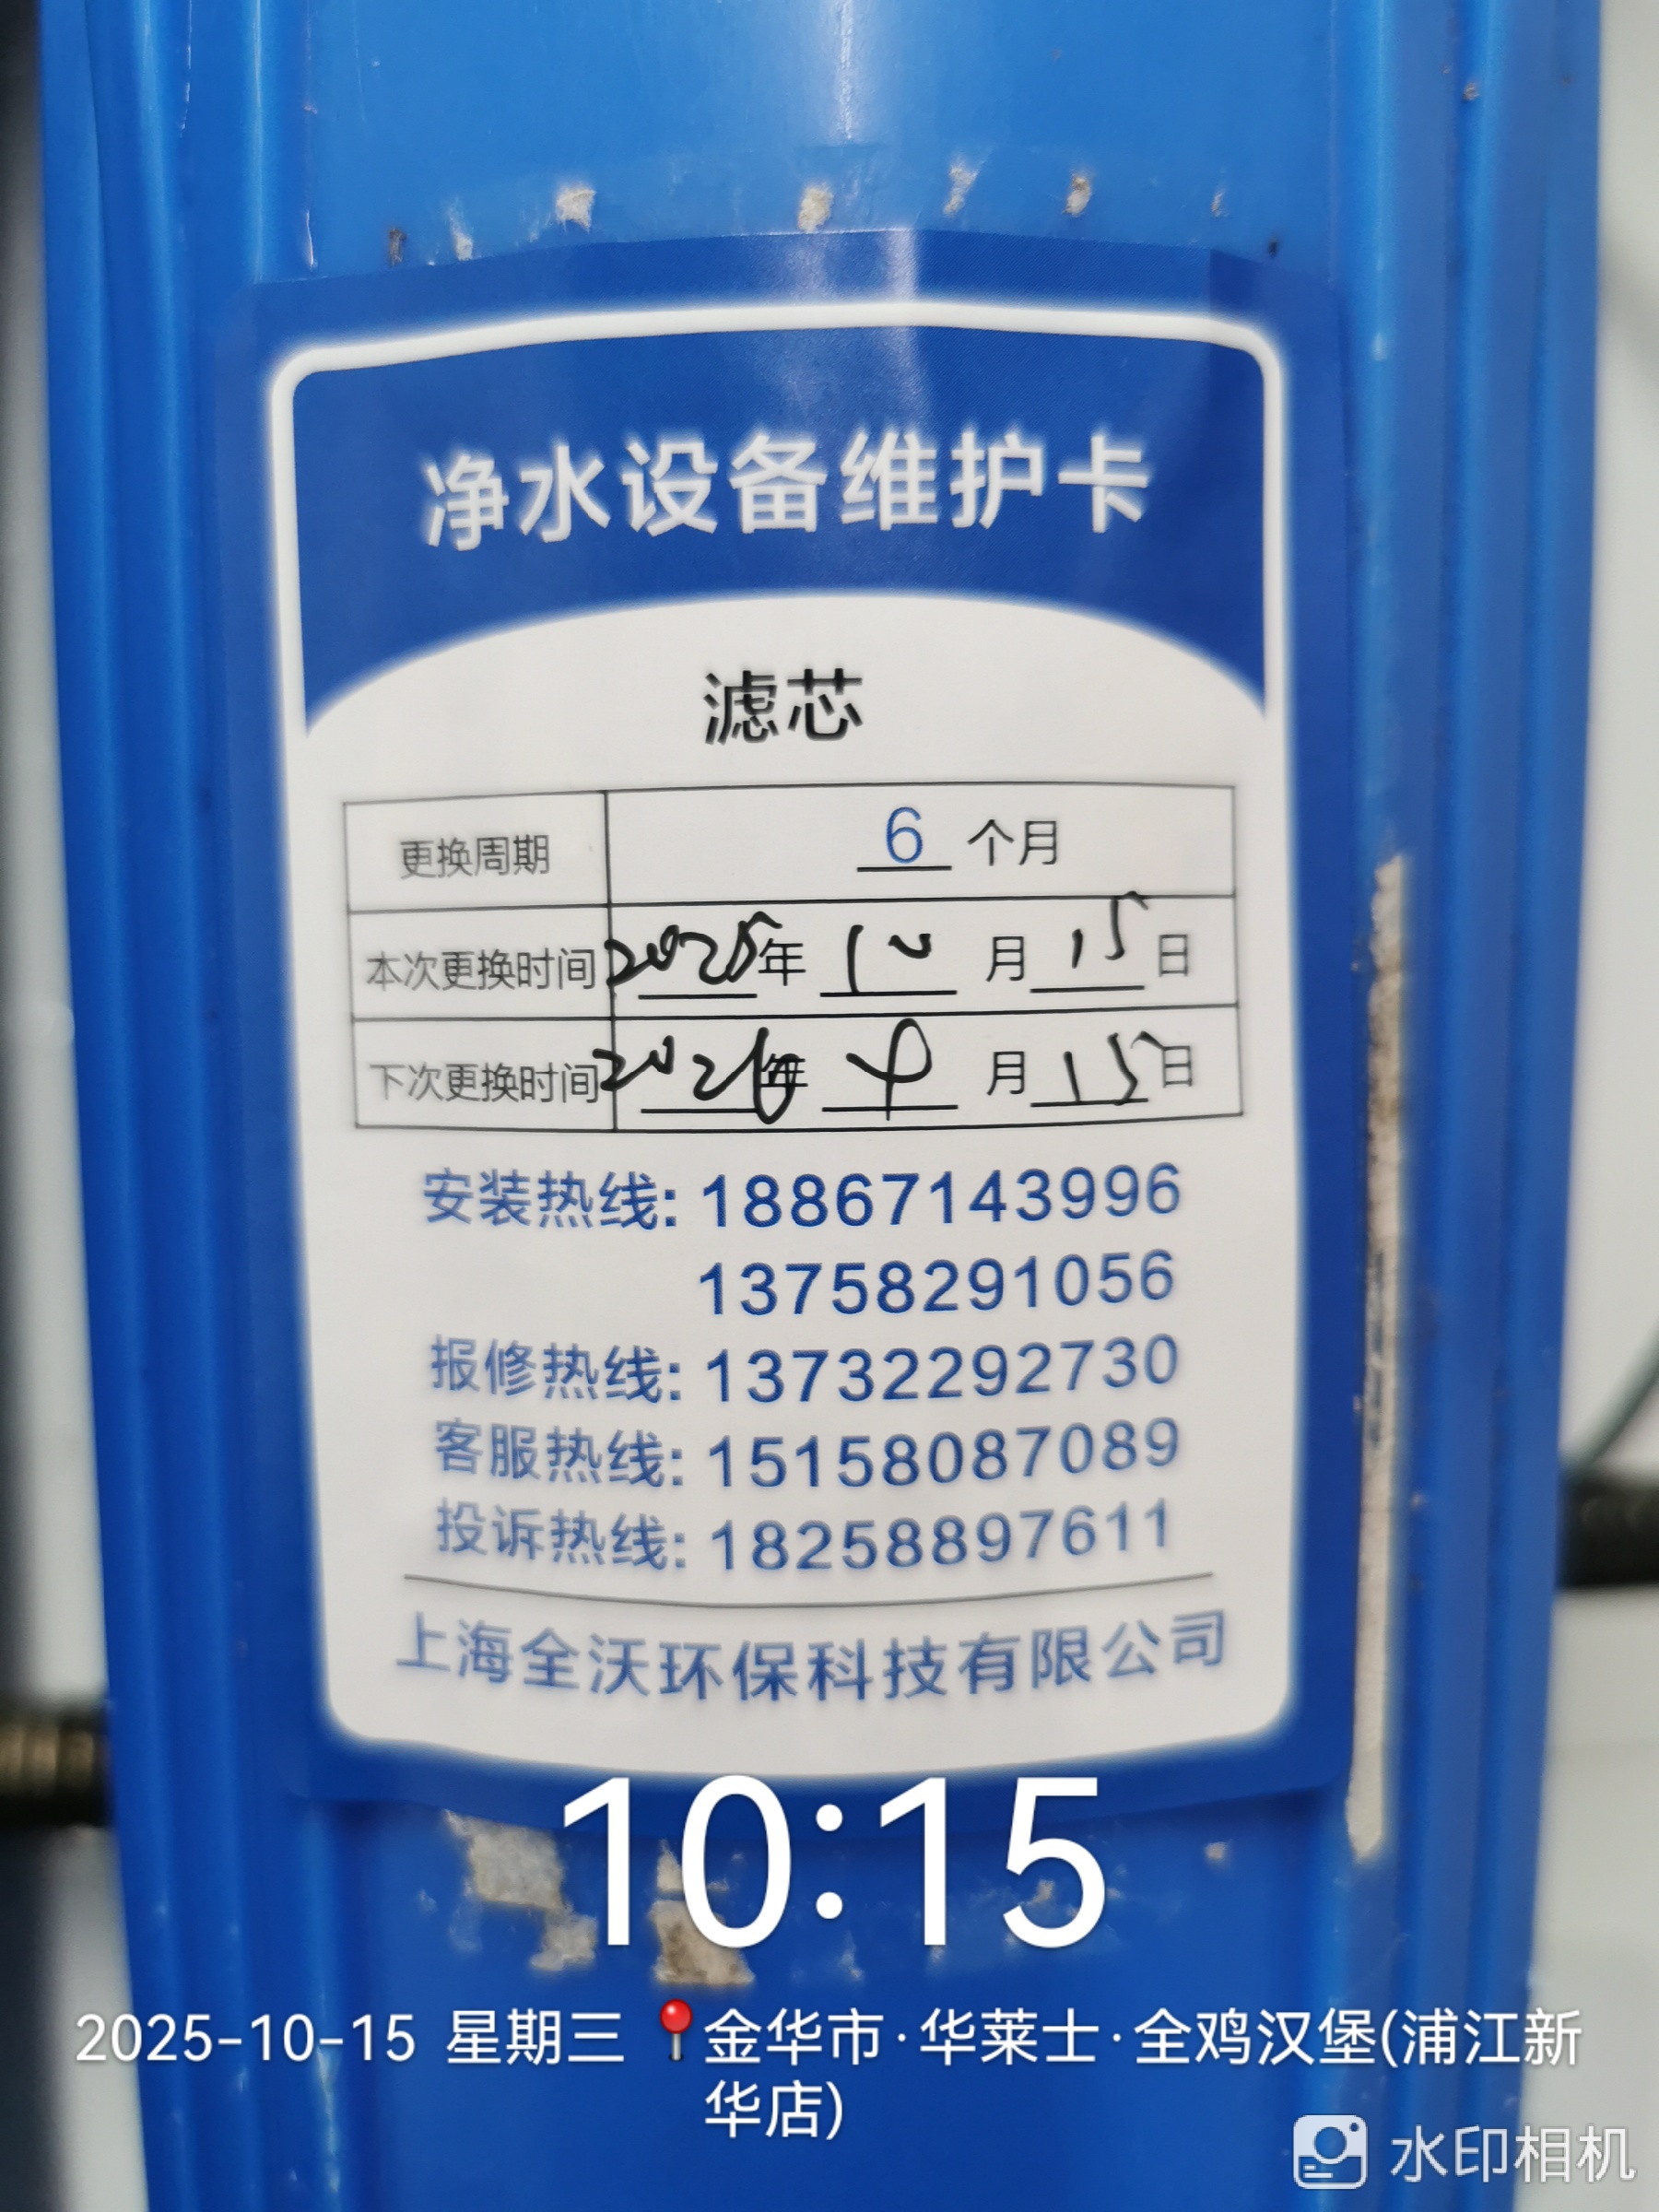 净水设备维护卡
滤芯
更换周期 6 个月
本次更换时间 2025年 10 月 15 日
下次更换时间 2026年 4 月 15 日
安装热线: 18867143996
13758291056
报修热线: 13732292730
客服热线: 15158087089
投诉热线: 18258897611
上海全沃环保科技有限公司
10:15
2025-10-15 星期三 金华市·华莱士·全鸡汉堡(浦江新
华店)
水印相机